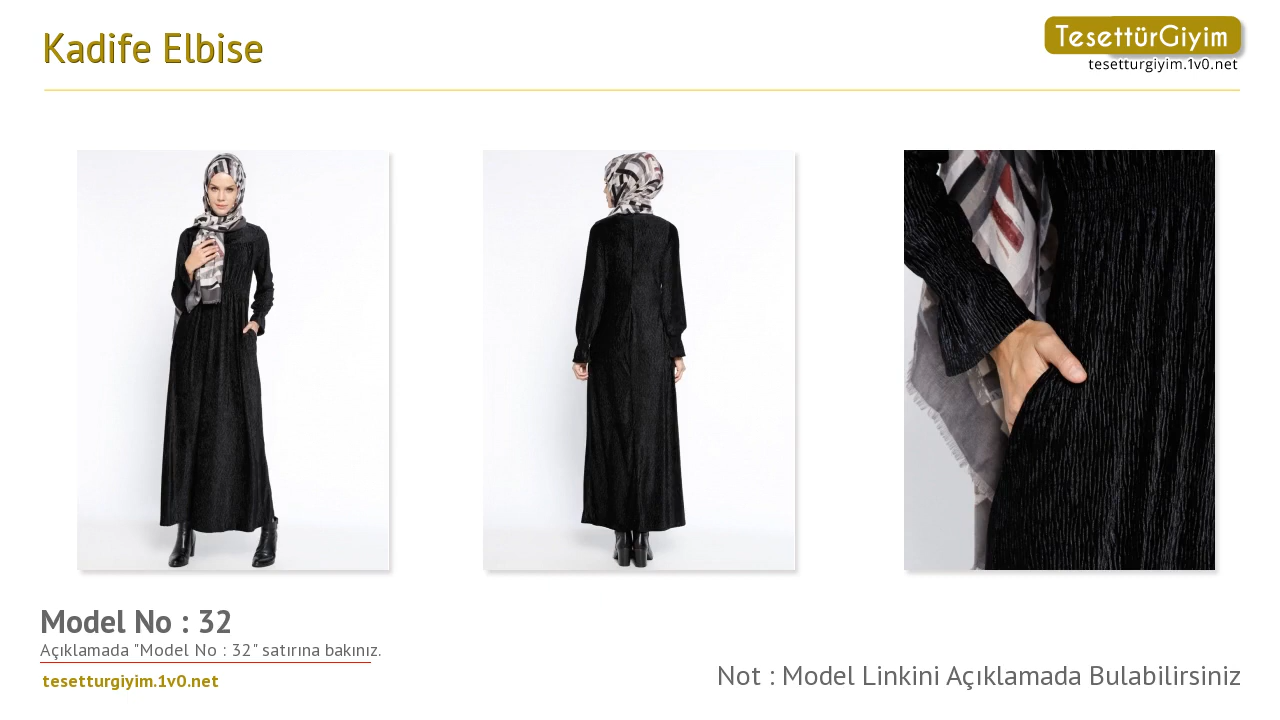 Kadife Elbise
TesettürGiyim
tesetturgiyim.1v0.net
Model No : 32
Açıklamada "Model No : 32" satırına bakınız.
tesetturgiyim.1v0.net
Not : Model Linkini Açıklamada Bulabilirsiniz